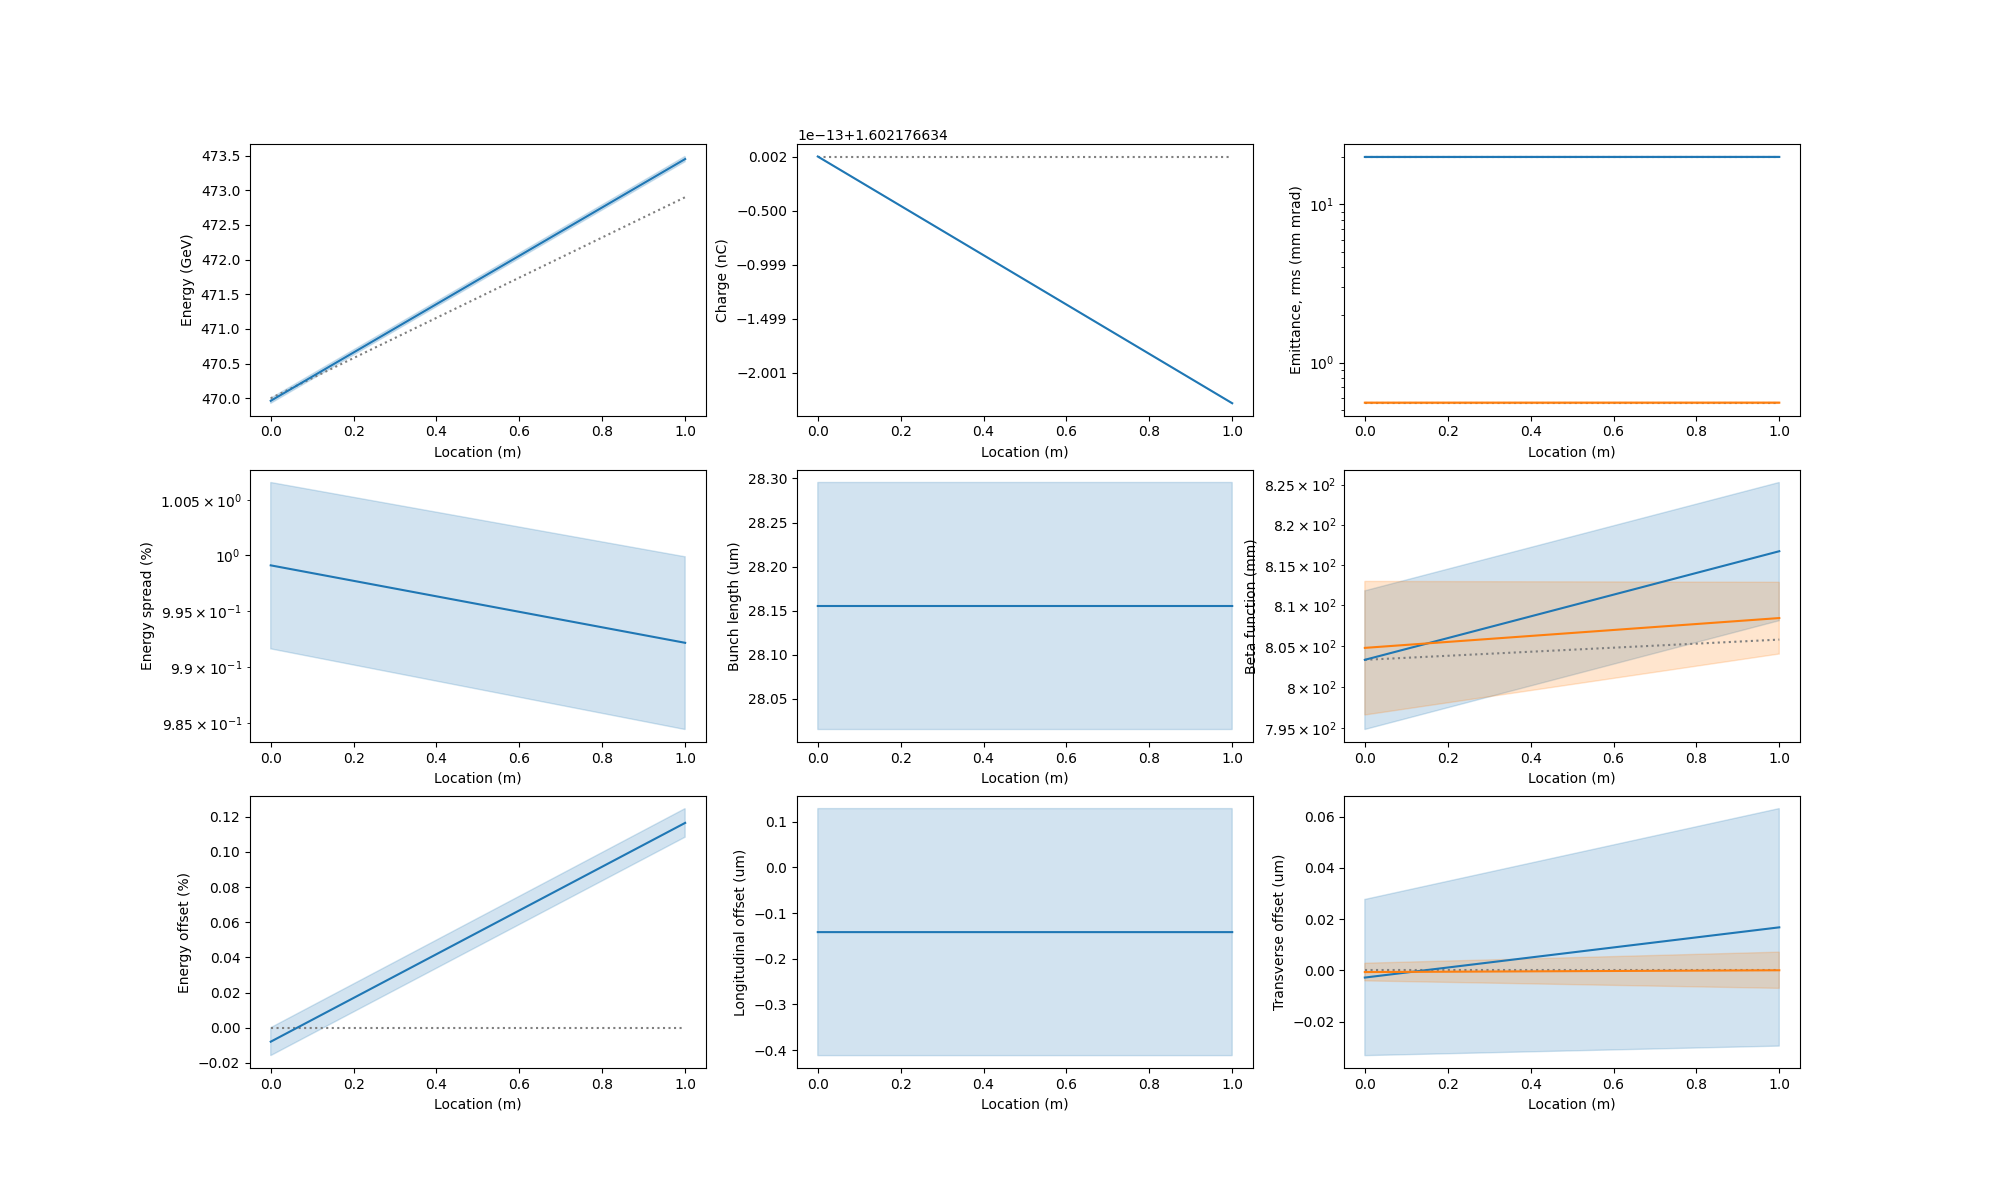 1e−13+1.602176634
Energy (GeV)
473.5
473.0
472.5
472.0
471.5
471.0
470.5
470.0
0.0 0.2 0.4 0.6 0.8 1.0
Location (m)
Charge (nC)
0.002
−0.500
−0.999
−1.499
−2.001
0.0 0.2 0.4 0.6 0.8 1.0
Location (m)
Emittance, rms (mm mrad)
10¹
10⁰
0.0 0.2 0.4 0.6 0.8 1.0
Location (m)
Energy spread (%)
1.005 × 10⁰
10⁰
9.95 × 10⁻¹
9.9 × 10⁻¹
9.85 × 10⁻¹
0.0 0.2 0.4 0.6 0.8 1.0
Location (m)
Bunch length (um)
28.30
28.25
28.20
28.15
28.10
28.05
0.0 0.2 0.4 0.6 0.8 1.0
Location (m)
Beta function (mm)
8.25 × 10²
8.2 × 10²
8.15 × 10²
8.1 × 10²
8.05 × 10²
8 × 10²
7.95 × 10²
0.0 0.2 0.4 0.6 0.8 1.0
Location (m)
Energy offset (%)
0.12
0.10
0.08
0.06
0.04
0.02
0.00
−0.02
0.0 0.2 0.4 0.6 0.8 1.0
Location (m)
Longitudinal offset (um)
0.1
0.0
−0.1
−0.2
−0.3
−0.4
0.0 0.2 0.4 0.6 0.8 1.0
Location (m)
Transverse offset (um)
0.06
0.04
0.02
0.00
−0.02
0.0 0.2 0.4 0.6 0.8 1.0
Location (m)